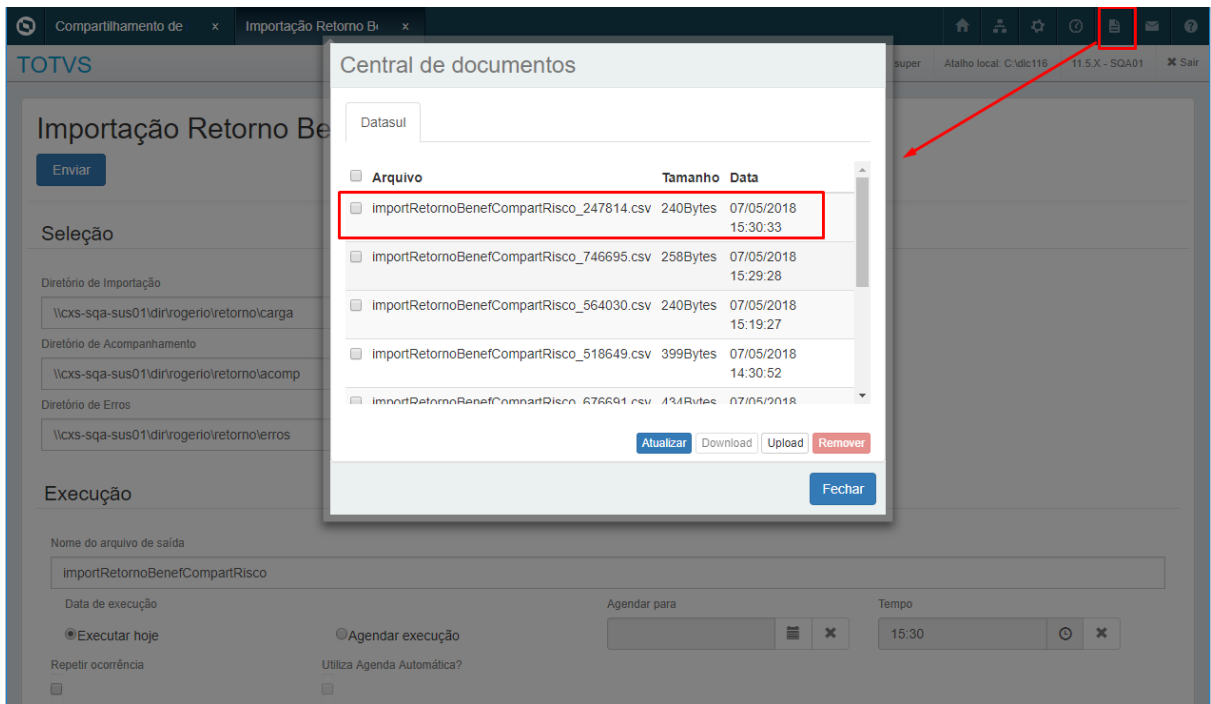 Compartilhamento de x Importação Retorno B x
TOTVS
super Atalho local: C:\dlc116 11.5.X - SQA01 ✖ Sair
Central de documentos
Importação Retorno Be
Datasul
Enviar
Arquivo Tamanho Data
importRetornoBenefCompartRisco_247814.csv 240Bytes 07/05/2018
15:30:33
Seleção
importRetornoBenefCompartRisco_746695.csv 258Bytes 07/05/2018
15:29:28
Diretório de Importação
\\cxs-sqa-sus01\dir\rogerio\retorno\carga
importRetornoBenefCompartRisco_564030.csv 240Bytes 07/05/2018
15:19:27
Diretório de Acompanhamento
\\cxs-sqa-sus01\dir\rogerio\retorno\acomp
importRetornoBenefCompartRisco_518649.csv 399Bytes 07/05/2018
14:30:52
Diretório de Erros
\\cxs-sqa-sus01\dir\rogerio\retorno\erros
importRetornoBenefCompartRisco_676691.csv 434Bytes 07/05/2018
Atualizar Download Upload Remover
Fechar
Execução
Nome do arquivo de saída
importRetornoBenefCompartRisco
Data de execução Agendar para Tempo
Executar hoje Agendar execução 15:30
Repetir ocorrência Utiliza Agenda Automática?